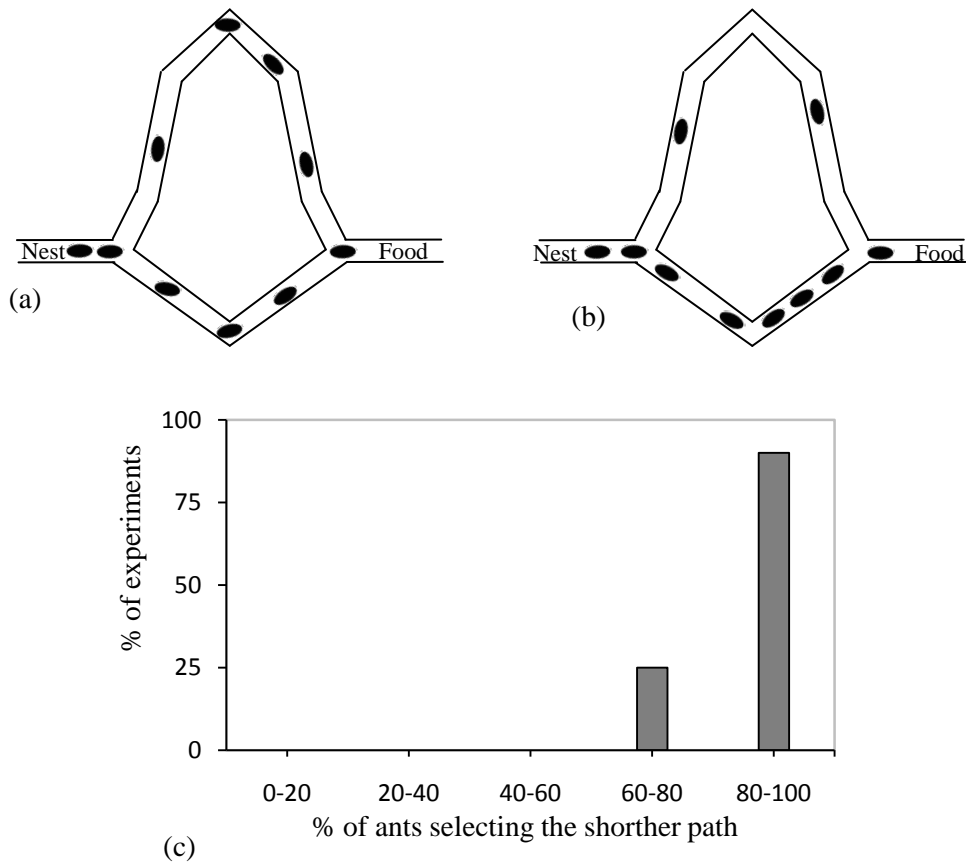 Nest Food
(a)
Nest Food
(b)
100
75
50
25
0
% of experiments
0-20 20-40 40-60 60-80 80-100
% of ants selecting the shorther path
(c)